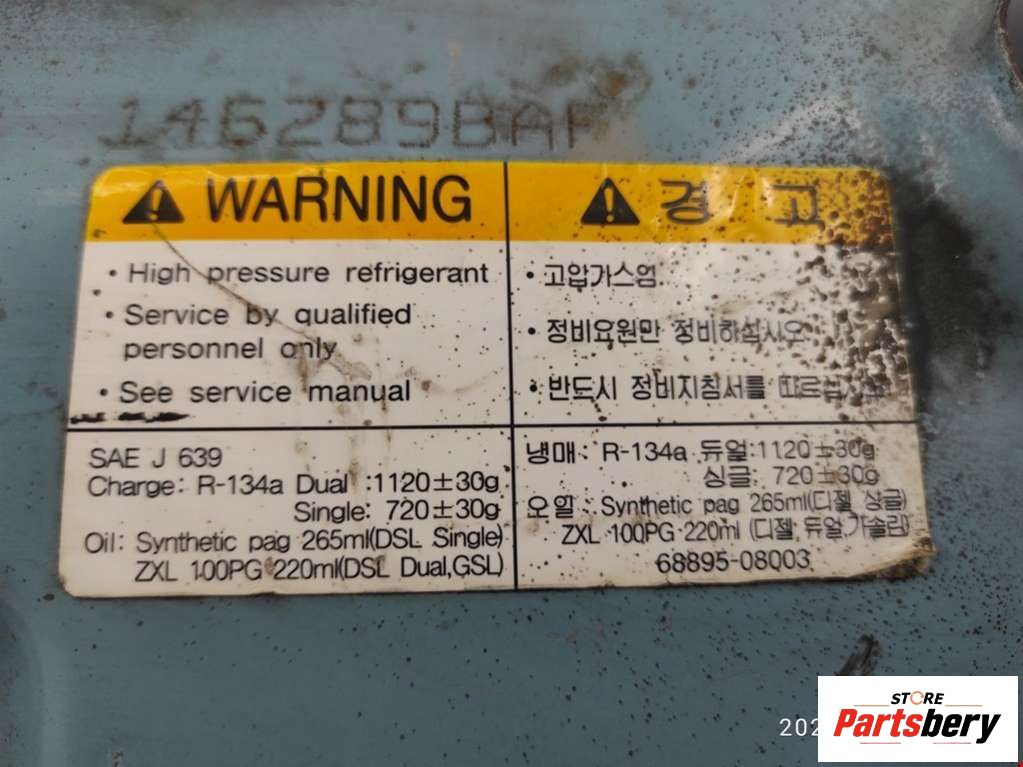 146289BAF
WARNING
• High pressure refrigerant
• Service by qualified
personnel only
• See service manual
SAE J 639
Charge: R-134a Dual :1120±30g
Single: 720±30g
Oil: Synthetic pag 265ml(DSL Single)
ZXL 100PG 220ml(DSL Dual,GSL)
경 고
• 고압가스엄.
• 정비요원만 정비하십시오
• 반드시 정비지침서를
냉매: R-134a 듀얼:1120±30g
싱글: 720±30g
오일: Synthetic pag 265ml(디젤 싱글)
ZXL 100PG 220ml (디젤 듀얼,가솔린)
68895-08003
202
STORE
Partsbery